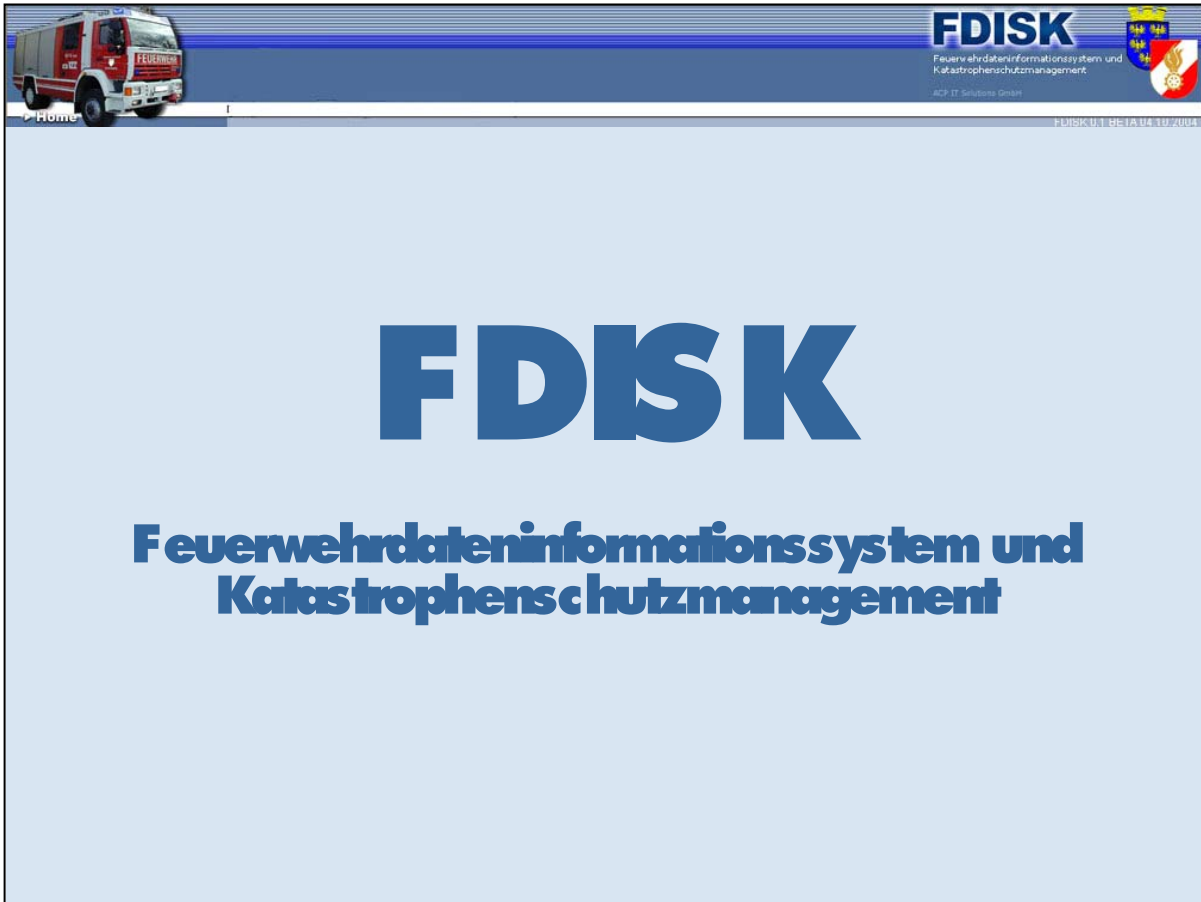 FEUERWEHR
122
FDISK
Feuerwehrdateninformationssystem und
Katastrophenschutzmanagement
ACP IT Solutions GmbH
Home
FDISK 0.1 BETA 04.10.2004
FDISK
Feuerwehrdateninformationssystem und
Katastrophenschutzmanagement